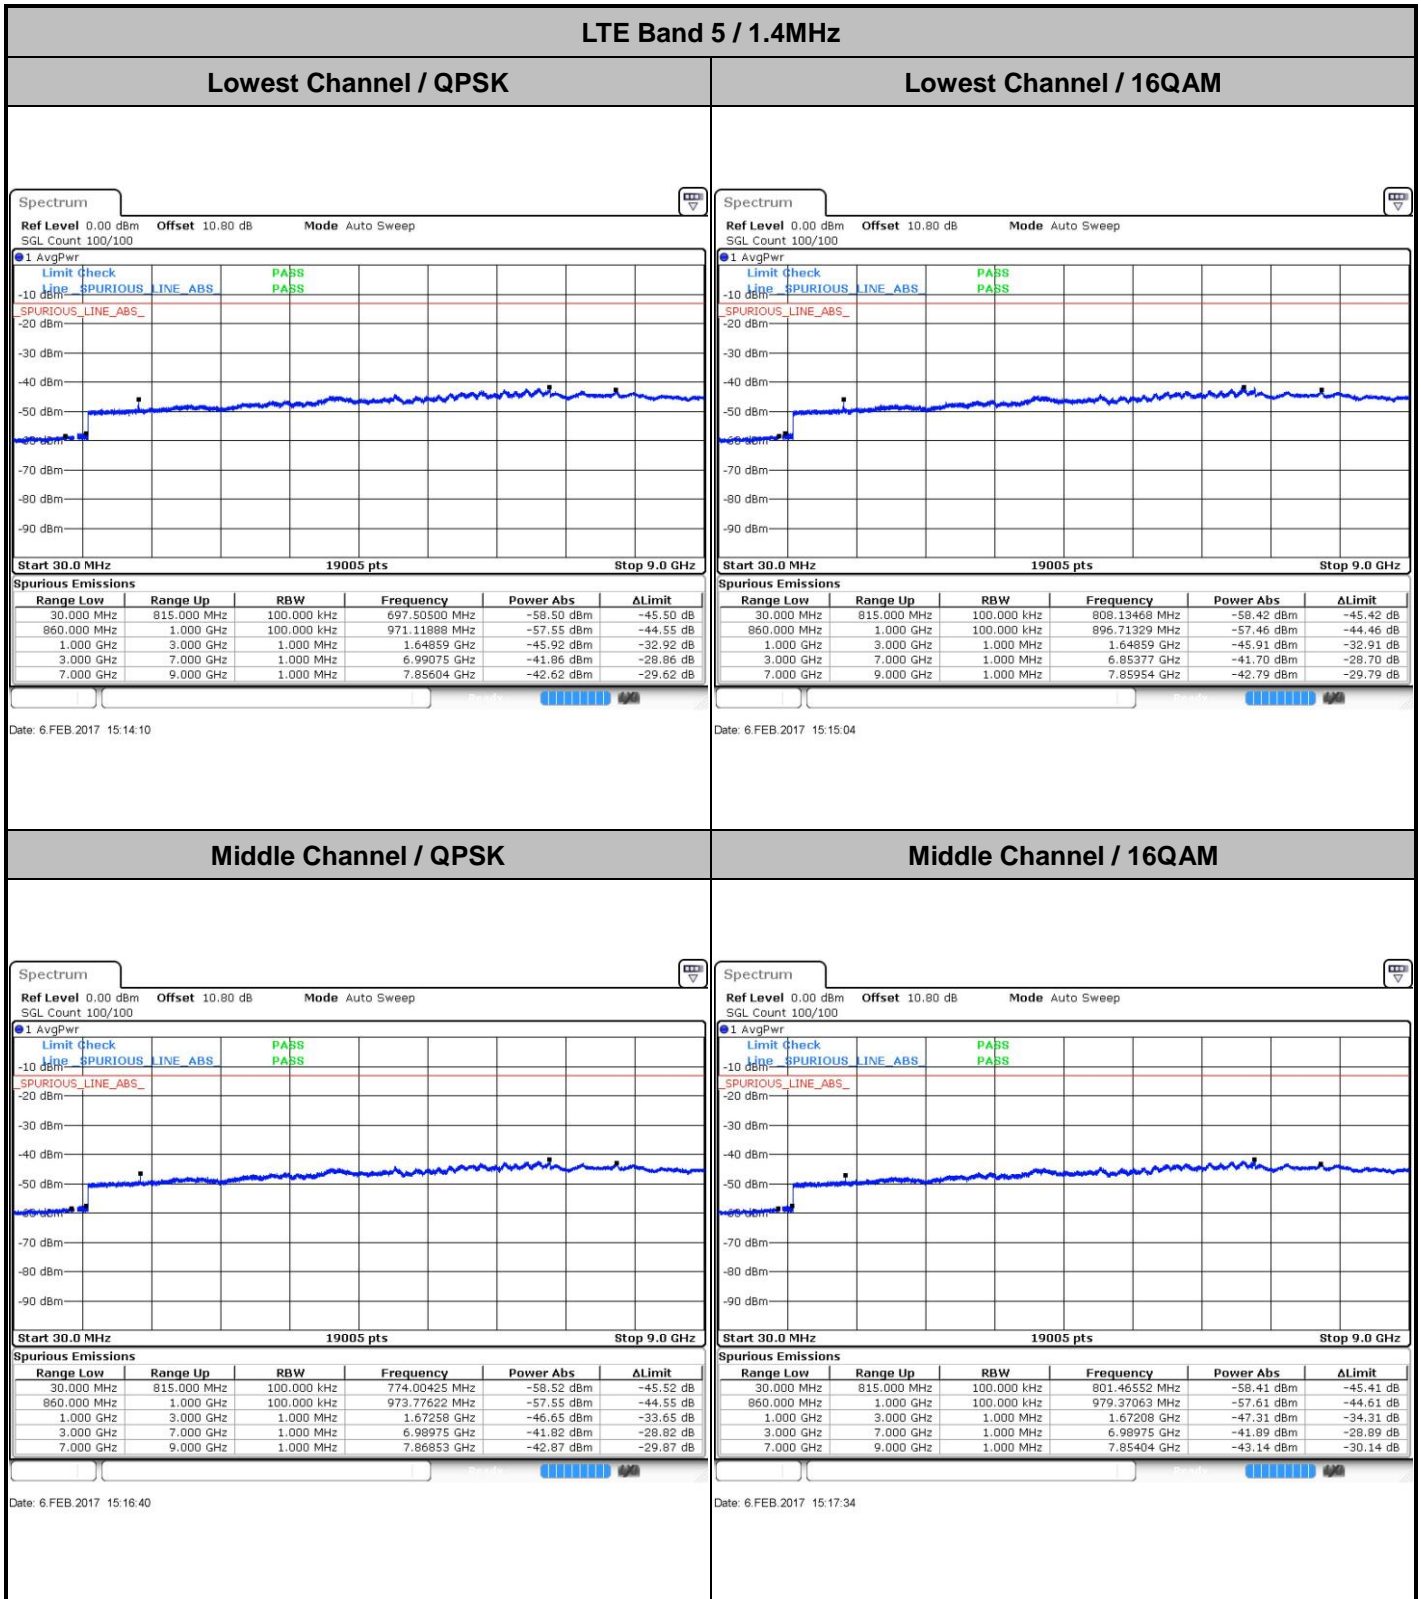 LTE Band 5 / 1.4MHz
Lowest Channel / QPSK
Lowest Channel / 16QAM
Spectrum
Ref Level 0.00 dBm Offset 10.80 dB Mode Auto Sweep
SGL Count 100/100
1 AvgPwr
Limit Check PASS
Line _SPURIOUS_LINE_ABS_ PASS
-10 dBm
_SPURIOUS_LINE_ABS_
-20 dBm
-30 dBm
-40 dBm
-50 dBm
-60 dBm
-70 dBm
-80 dBm
-90 dBm
Start 30.0 MHz 19005 pts Stop 9.0 GHz
Spurious Emissions
Range Low Range Up RBW Frequency Power Abs ΔLimit
30.000 MHz 815.000 MHz 100.000 kHz 697.50500 MHz -58.50 dBm -45.50 dB
860.000 MHz 1.000 GHz 100.000 kHz 971.11888 MHz -57.55 dBm -44.55 dB
1.000 GHz 3.000 GHz 1.000 MHz 1.64859 GHz -45.92 dBm -32.92 dB
3.000 GHz 7.000 GHz 1.000 MHz 6.99075 GHz -41.86 dBm -28.86 dB
7.000 GHz 9.000 GHz 1.000 MHz 7.85604 GHz -42.62 dBm -29.62 dB
Date: 6.FEB.2017 15:14:10
Spectrum
Ref Level 0.00 dBm Offset 10.80 dB Mode Auto Sweep
SGL Count 100/100
1 AvgPwr
Limit Check PASS
Line _SPURIOUS_LINE_ABS_ PASS
-10 dBm
_SPURIOUS_LINE_ABS_
-20 dBm
-30 dBm
-40 dBm
-50 dBm
-60 dBm
-70 dBm
-80 dBm
-90 dBm
Start 30.0 MHz 19005 pts Stop 9.0 GHz
Spurious Emissions
Range Low Range Up RBW Frequency Power Abs ΔLimit
30.000 MHz 815.000 MHz 100.000 kHz 808.13468 MHz -58.42 dBm -45.42 dB
860.000 MHz 1.000 GHz 100.000 kHz 896.71329 MHz -57.46 dBm -44.46 dB
1.000 GHz 3.000 GHz 1.000 MHz 1.64859 GHz -45.91 dBm -32.91 dB
3.000 GHz 7.000 GHz 1.000 MHz 6.85377 GHz -41.70 dBm -28.70 dB
7.000 GHz 9.000 GHz 1.000 MHz 7.85954 GHz -42.79 dBm -29.79 dB
Date: 6.FEB.2017 15:15:04
Middle Channel / QPSK
Middle Channel / 16QAM
Spectrum
Ref Level 0.00 dBm Offset 10.80 dB Mode Auto Sweep
SGL Count 100/100
1 AvgPwr
Limit Check PASS
Line _SPURIOUS_LINE_ABS_ PASS
-10 dBm
_SPURIOUS_LINE_ABS_
-20 dBm
-30 dBm
-40 dBm
-50 dBm
-60 dBm
-70 dBm
-80 dBm
-90 dBm
Start 30.0 MHz 19005 pts Stop 9.0 GHz
Spurious Emissions
Range Low Range Up RBW Frequency Power Abs ΔLimit
30.000 MHz 815.000 MHz 100.000 kHz 774.00425 MHz -58.52 dBm -45.52 dB
860.000 MHz 1.000 GHz 100.000 kHz 973.77622 MHz -57.55 dBm -44.55 dB
1.000 GHz 3.000 GHz 1.000 MHz 1.67258 GHz -46.65 dBm -33.65 dB
3.000 GHz 7.000 GHz 1.000 MHz 6.98975 GHz -41.82 dBm -28.82 dB
7.000 GHz 9.000 GHz 1.000 MHz 7.86853 GHz -42.87 dBm -29.87 dB
Date: 6.FEB.2017 15:16:40
Spectrum
Ref Level 0.00 dBm Offset 10.80 dB Mode Auto Sweep
SGL Count 100/100
1 AvgPwr
Limit Check PASS
Line _SPURIOUS_LINE_ABS_ PASS
-10 dBm
_SPURIOUS_LINE_ABS_
-20 dBm
-30 dBm
-40 dBm
-50 dBm
-60 dBm
-70 dBm
-80 dBm
-90 dBm
Start 30.0 MHz 19005 pts Stop 9.0 GHz
Spurious Emissions
Range Low Range Up RBW Frequency Power Abs ΔLimit
30.000 MHz 815.000 MHz 100.000 kHz 801.46552 MHz -58.41 dBm -45.41 dB
860.000 MHz 1.000 GHz 100.000 kHz 979.37063 MHz -57.61 dBm -44.61 dB
1.000 GHz 3.000 GHz 1.000 MHz 1.67208 GHz -47.31 dBm -34.31 dB
3.000 GHz 7.000 GHz 1.000 MHz 6.98975 GHz -41.89 dBm -28.89 dB
7.000 GHz 9.000 GHz 1.000 MHz 7.85404 GHz -43.14 dBm -30.14 dB
Date: 6.FEB.2017 15:17:34